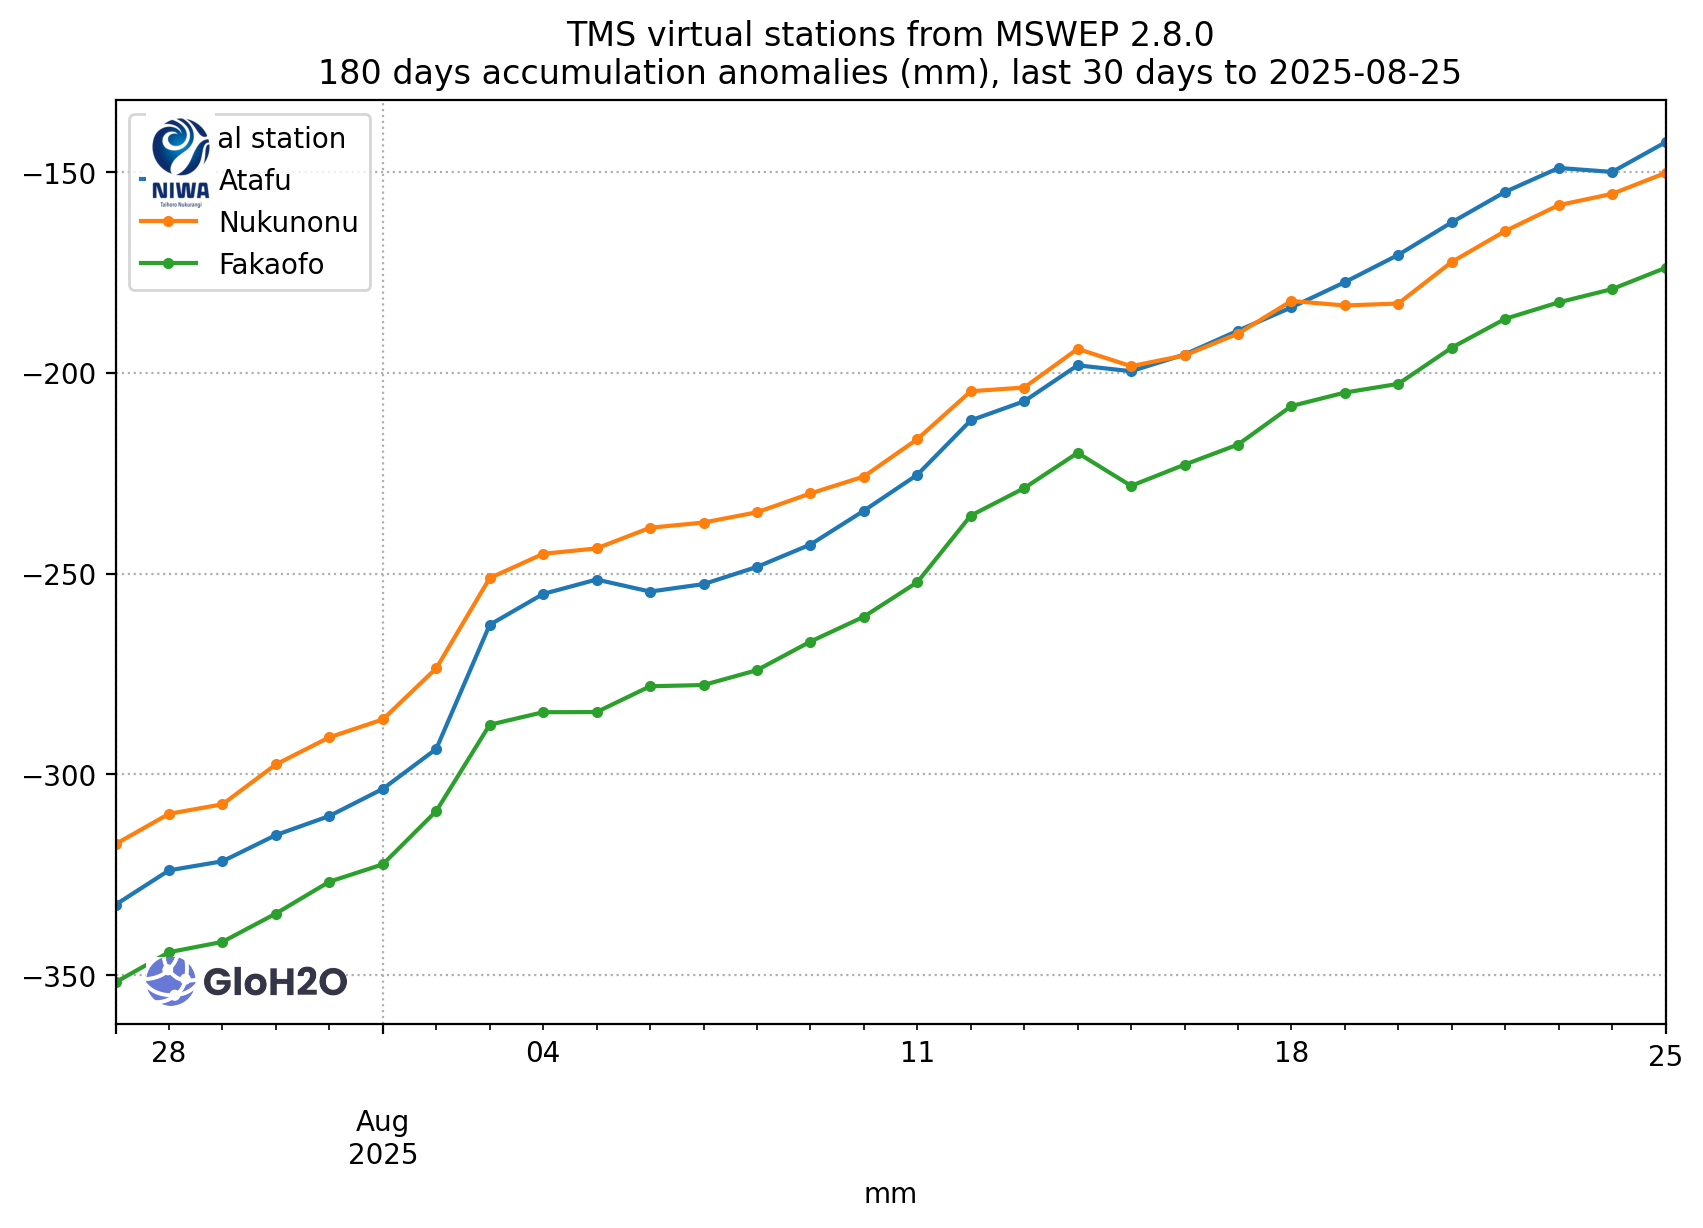 TMS virtual stations from MSWEP 2.8.0
180 days accumulation anomalies (mm), last 30 days to 2025-08-25
al station
Atafu
Nukunonu
Fakaofo
NIWA
Taihoro Nukurangi
−150
−200
−250
−300
−350
GloH2O
28
04
11
18
25
Aug
2025
mm